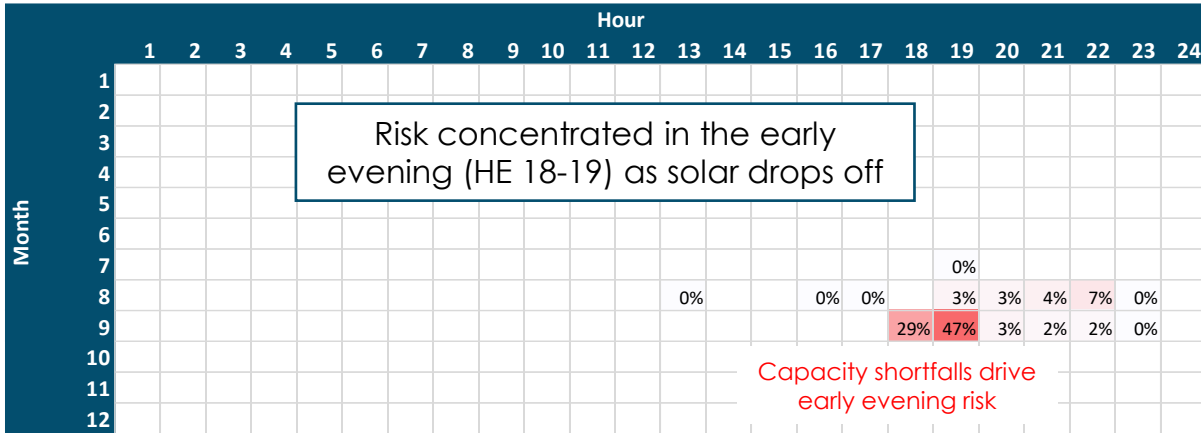 Hour
1 2 3 4 5 6 7 8 9 10 11 12 13 14 15 16 17 18 19 20 21 22 23 24
Month
1
2
3
4
5
6
7 0%
8 0% 0% 0% 3% 3% 4% 7% 0%
9 29% 47% 3% 2% 2% 0%
10
11
12
Risk concentrated in the early
evening (HE 18-19) as solar drops off
Capacity shortfalls drive
early evening risk